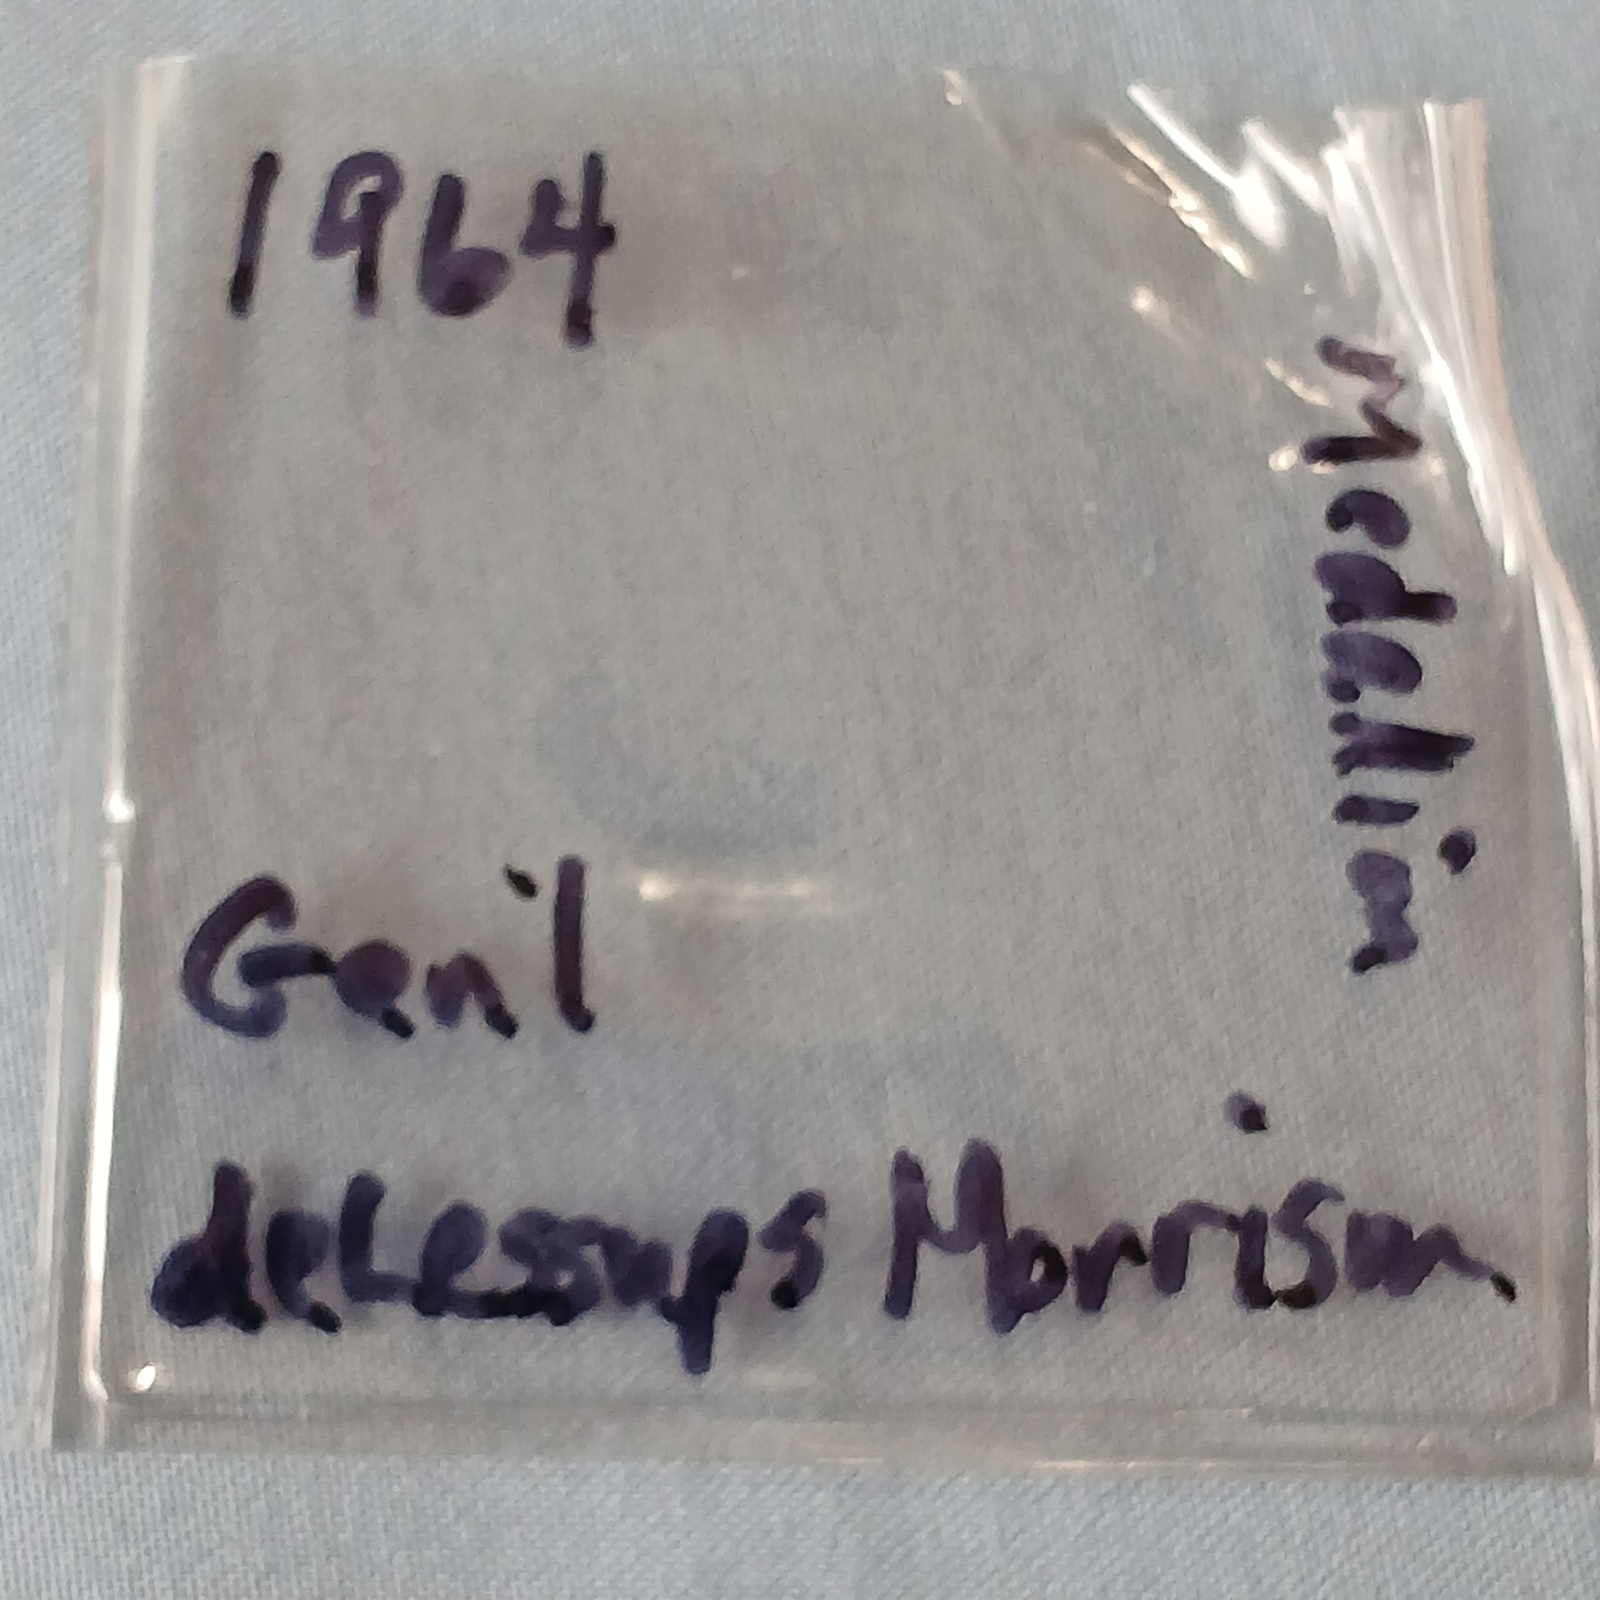 1964
Medallion
Gen'l
deLessups Morrison